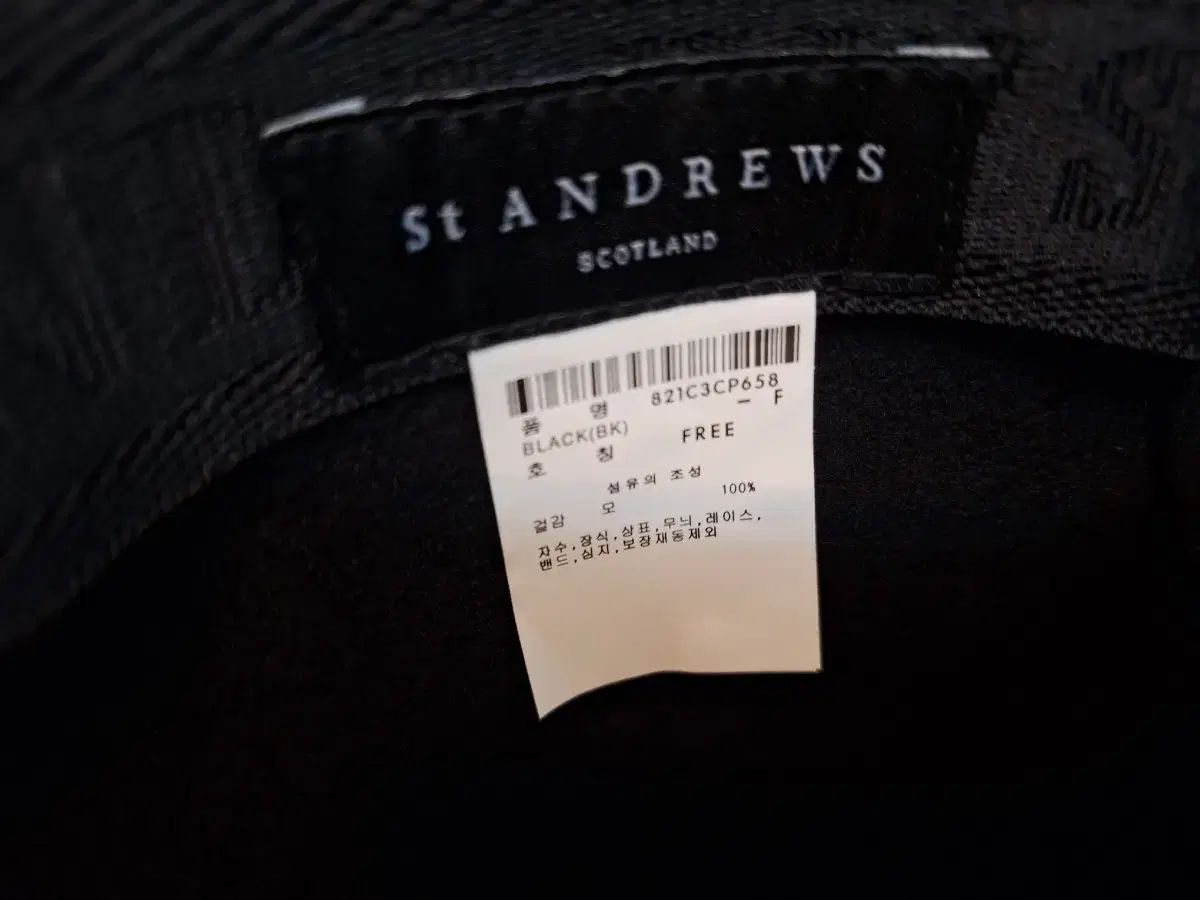 St ANDREWS
SCOTLAND
품 명 821C3CP658
BLACK(BK) - F
호 칭 FREE
섬유의 조성
겉감 모 100%
자수,장식,상표,무늬,레이스,
밴드,심지,보장재동제외